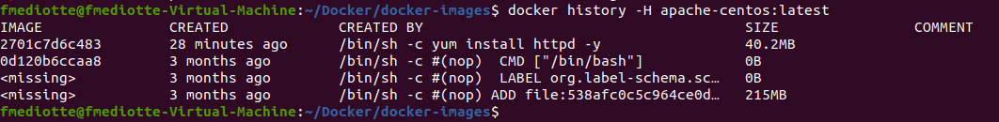 fmediotte@fmediotte-Virtual-Machine:~/Docker/docker-images$ docker history -H apache-centos:latest
IMAGE CREATED CREATED BY SIZE COMMENT
2701c7d6c483 28 minutes ago /bin/sh -c yum install httpd -y 40.2MB
0d120b6ccaa8 3 months ago /bin/sh -c #(nop)  CMD ["/bin/bash"] 0B
<missing> 3 months ago /bin/sh -c #(nop)  LABEL org.label-schema.sc… 0B
<missing> 3 months ago /bin/sh -c #(nop) ADD file:538afc0c5c964ce0d… 215MB
fmediotte@fmediotte-Virtual-Machine:~/Docker/docker-images$